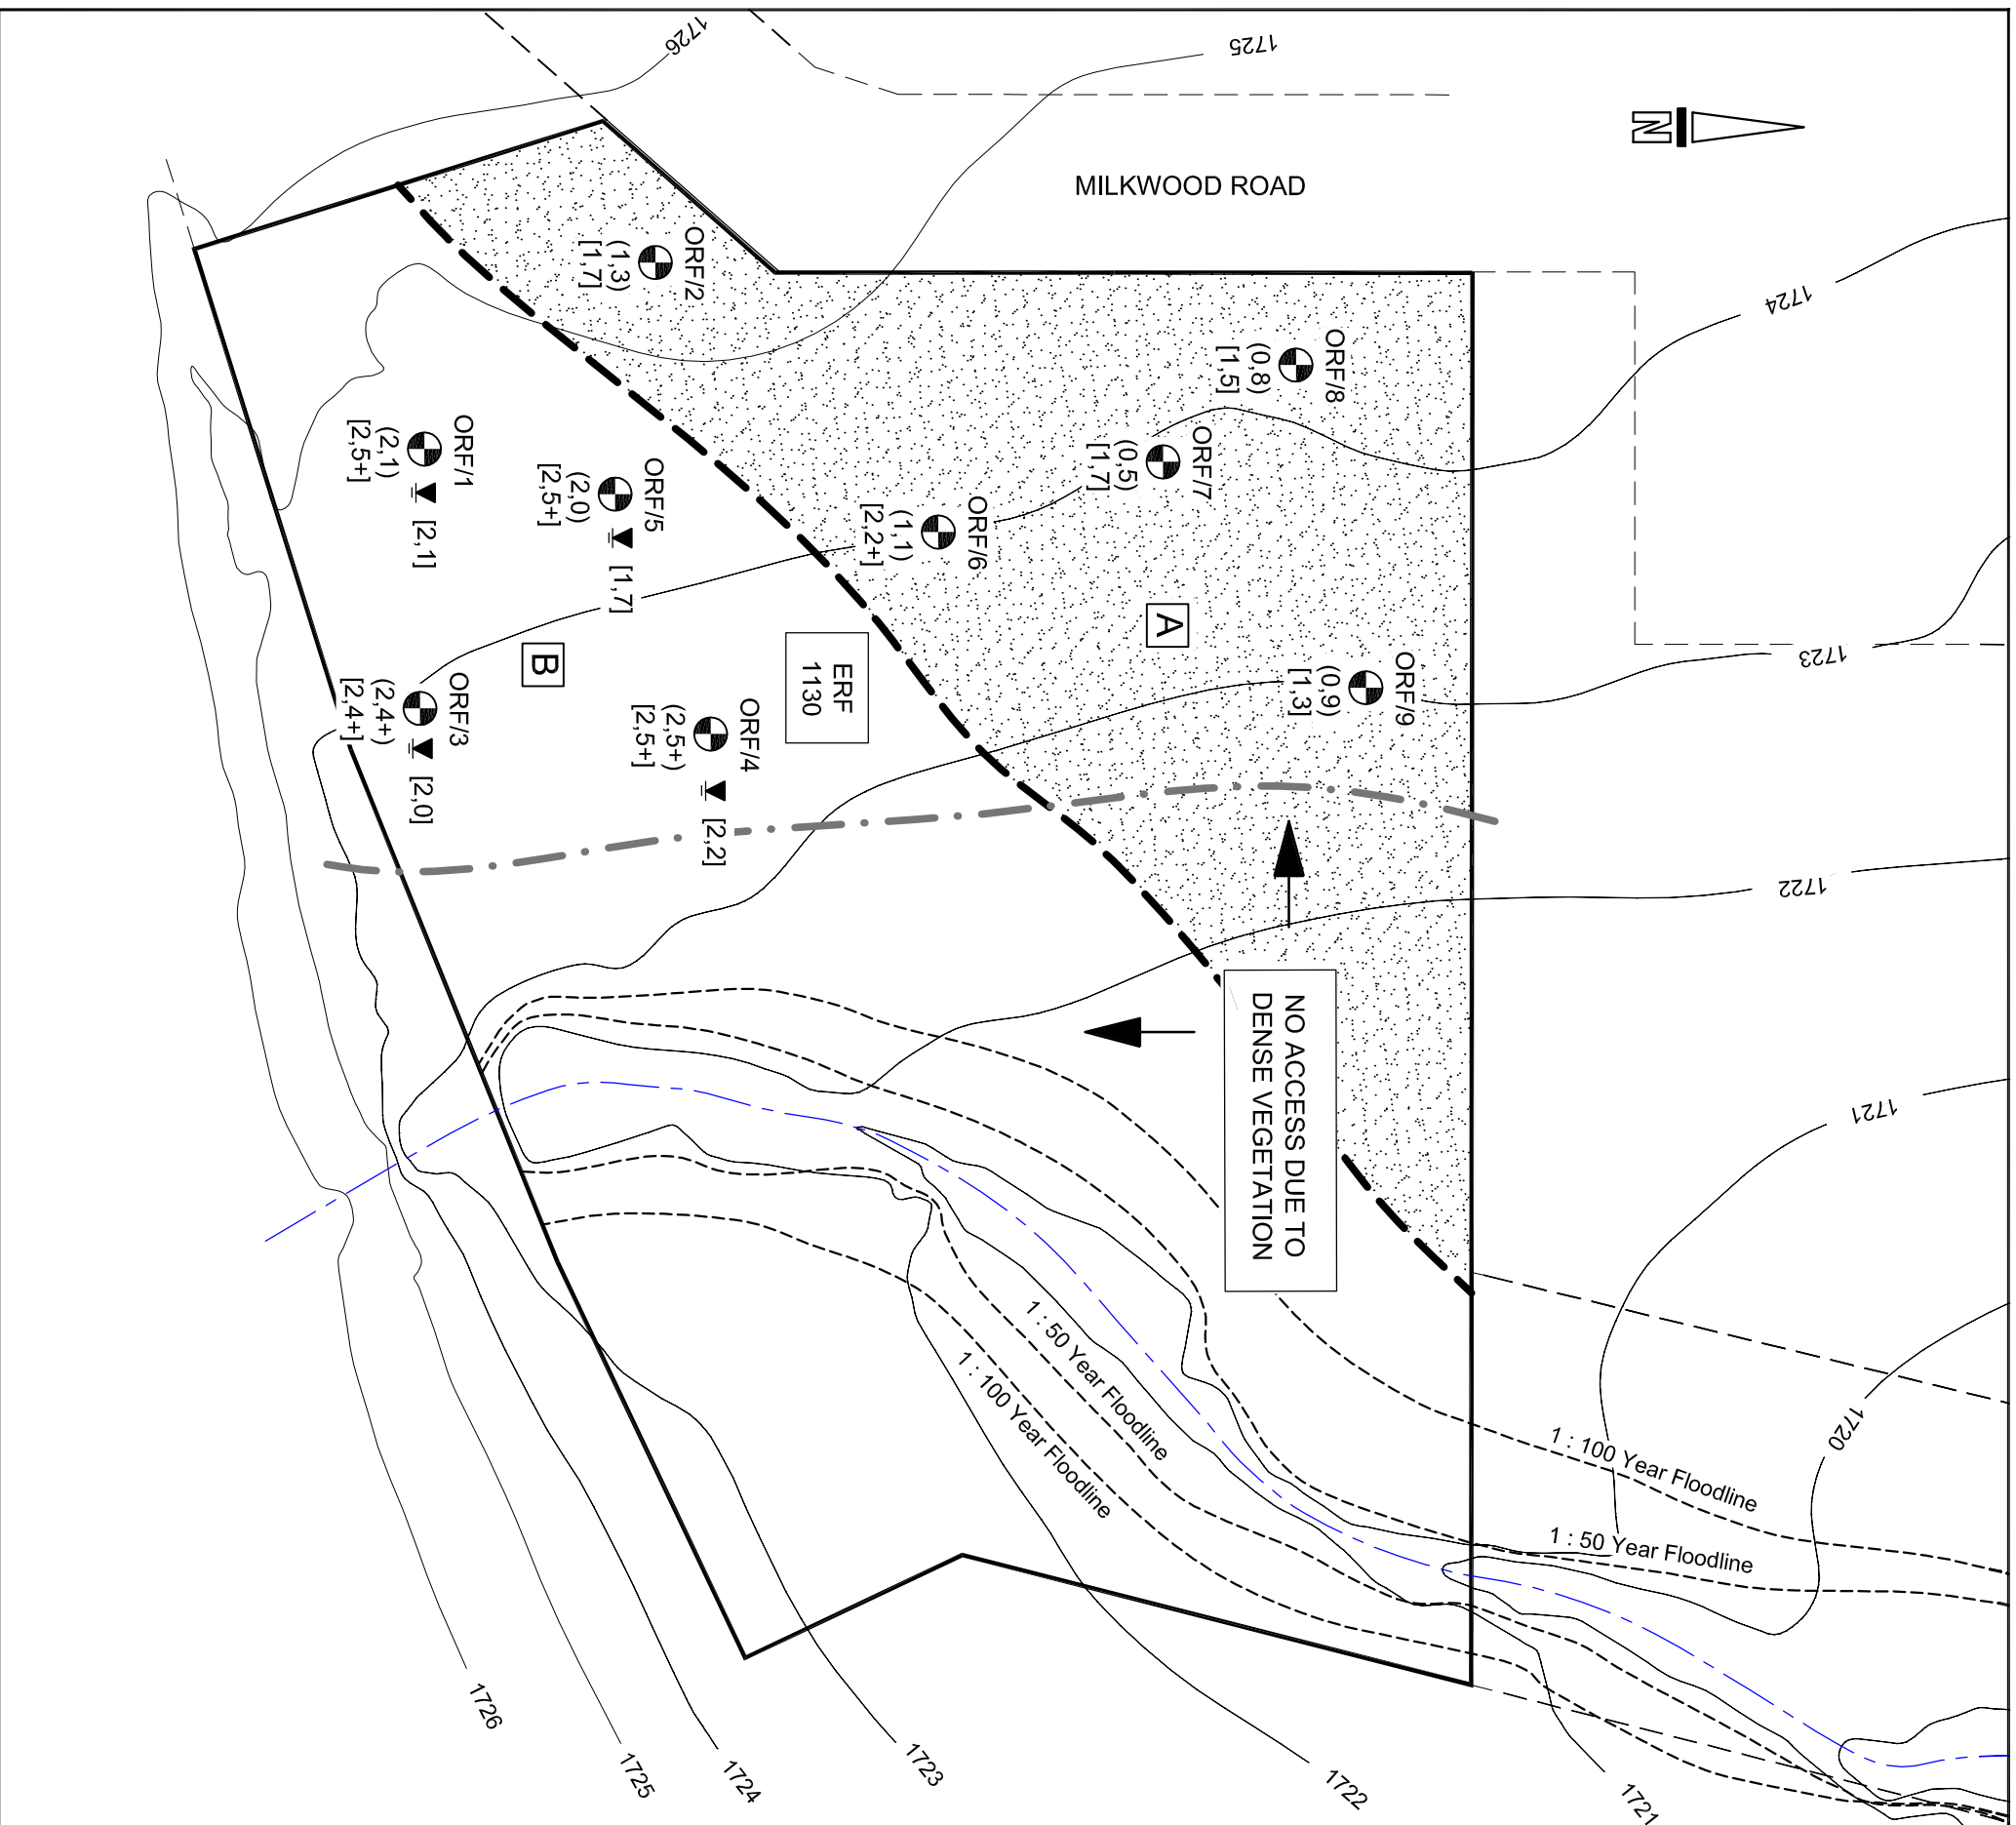 1726
1725
N
MILKWOOD ROAD
1724
1723
1722
1721
1720
ORF/2
(1,3)
[1,7]
ORF/8
(0,8)
[1,5]
ORF/7
(0,5)
[1,7]
ORF/6
(1,1)
[2,2+]
A
ORF/9
(0,9)
[1,3]
ORF/1
(2,1)
[2,5+]
[2,1]
ORF/5
(2,0)
[2,5+]
[1,7]
B
ERF
1130
ORF/3
(2,4+)
[2,4+]
[2,0]
ORF/4
(2,5+)
[2,5+]
[2,2]
NO ACCESS DUE TO
DENSE VEGETATION
1 : 50 Year Floodline
1 : 100 Year Floodline
1 : 100 Year Floodline
1 : 50 Year Floodline
1726
1725
1724
1723
1722
1721